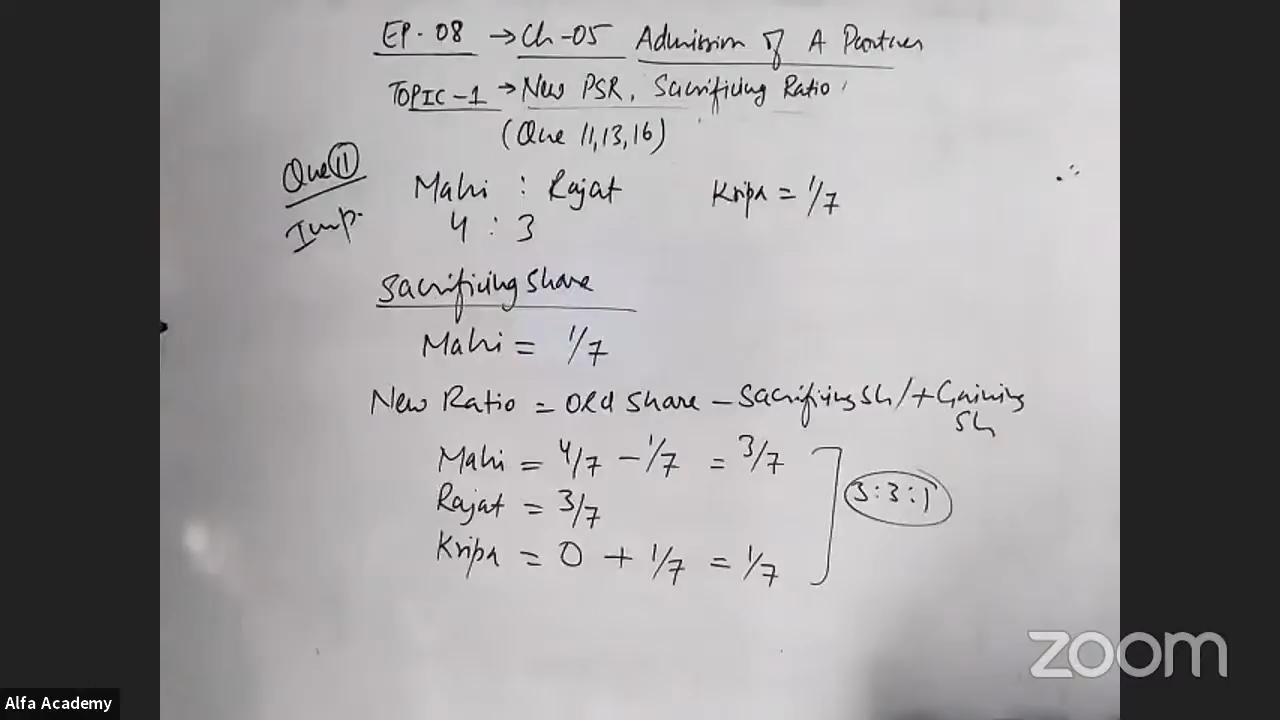 EP. 08 → Ch-05 Admission of A Partner
TOPIC-1 → New PSR, Sacrificing Ratio
(Que 11,13,16)
Que 11
Imp.
Mahi : Rajat Kripa = 1/7
4 : 3
Sacrificing Share
Mahi = 1/7
New Ratio = Old Share - Sacrificing Sh/+Gaining Sh
Mahi = 4/7 - 1/7 = 3/7
Rajat = 3/7
Kripa = 0 + 1/7 = 1/7
3:3:1
zoom
Alfa Academy